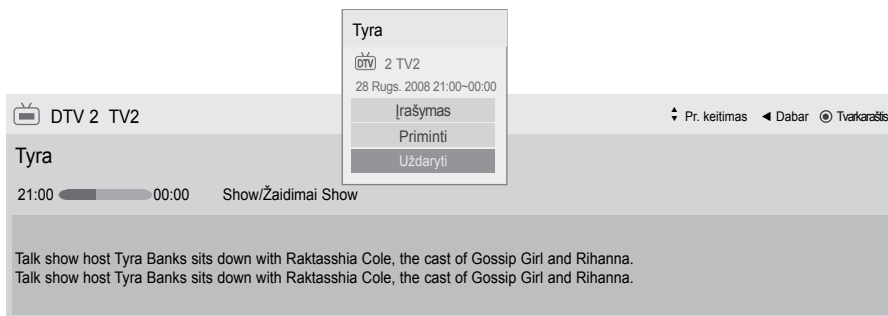 Tyra
DTV 2 TV2
28 Rugs. 2008 21:00~00:00
Įrašymas
Priminti
Uždaryti
DTV 2 TV2
Pr. keitimas Dabar Tvarkaraštis
Tyra
21:00 00:00 Show/Žaidimai Show
Talk show host Tyra Banks sits down with Raktasshia Cole, the cast of Gossip Girl and Rihanna.
Talk show host Tyra Banks sits down with Raktasshia Cole, the cast of Gossip Girl and Rihanna.